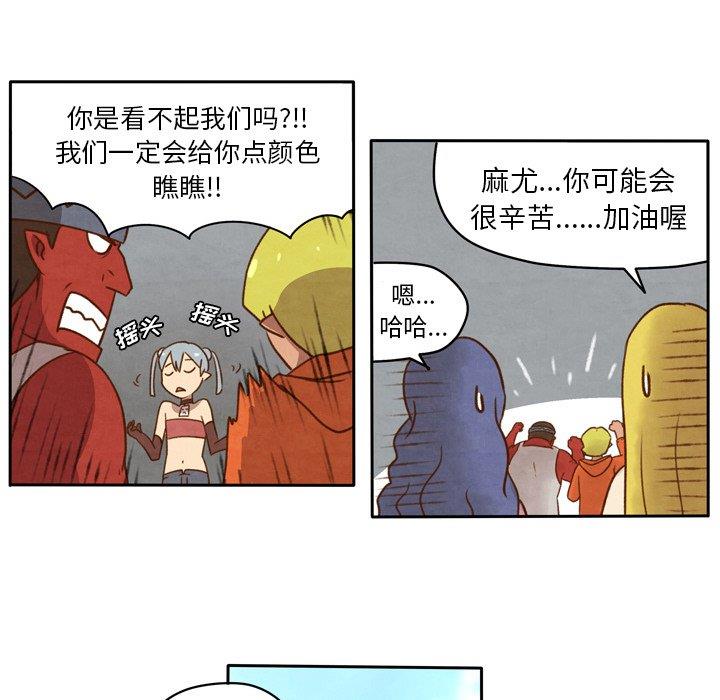 你是看不起我们吗?!!
我们一定会给你点颜色
瞧瞧!!
摇头
摇头
麻尤...你可能会
很辛苦......加油喔
嗯...
哈哈...